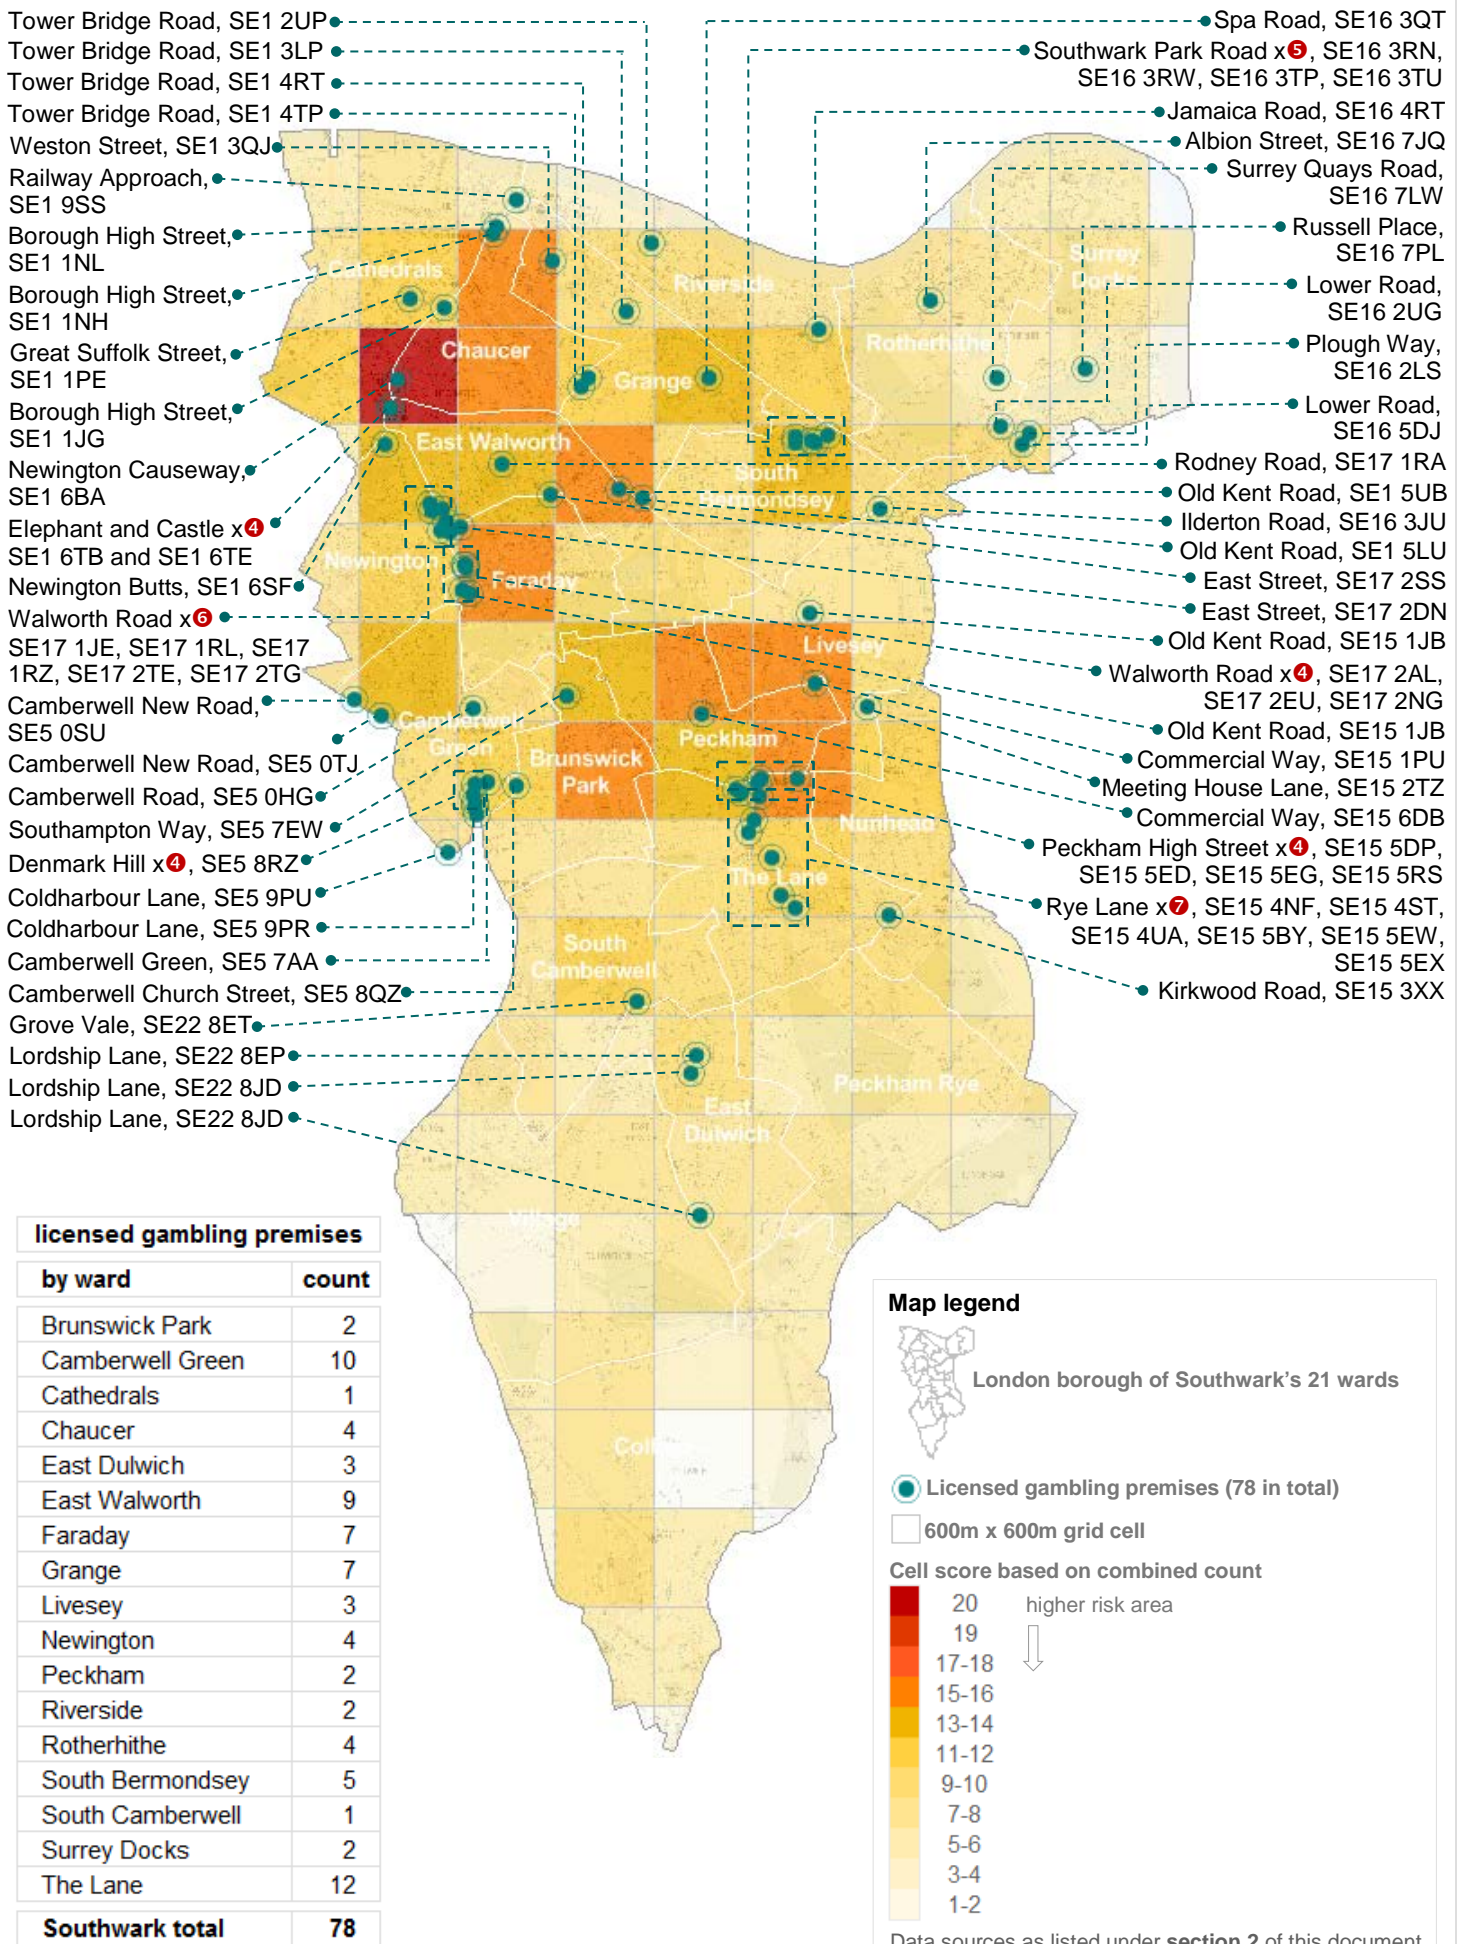 Tower Bridge Road, SE1 2UP
Tower Bridge Road, SE1 3LP
Tower Bridge Road, SE1 4RT
Tower Bridge Road, SE1 4TP
Weston Street, SE1 3QJ
Railway Approach,
SE1 9SS
Borough High Street,
SE1 1NL
Borough High Street,
SE1 1NH
Great Suffolk Street,
SE1 1PE
Borough High Street,
SE1 1JG
Newington Causeway,
SE1 6BA
Elephant and Castle x4
SE1 6TB and SE1 6TE
Newington Butts, SE1 6SF
Walworth Road x6
SE17 1JE, SE17 1RL, SE17
1RZ, SE17 2TE, SE17 2TG
Camberwell New Road,
SE5 0SU
Camberwell New Road, SE5 0TJ
Camberwell Road, SE5 0HG
Southampton Way, SE5 7EW
Denmark Hill x4, SE5 8RZ
Coldharbour Lane, SE5 9PU
Coldharbour Lane, SE5 9PR
Camberwell Green, SE5 7AA
Camberwell Church Street, SE5 8QZ
Grove Vale, SE22 8ET
Lordship Lane, SE22 8EP
Lordship Lane, SE22 8JD
Lordship Lane, SE22 8JD
Spa Road, SE16 3QT
Southwark Park Road x5, SE16 3RN,
SE16 3RW, SE16 3TP, SE16 3TU
Jamaica Road, SE16 4RT
Albion Street, SE16 7JQ
Surrey Quays Road,
SE16 7LW
Russell Place,
SE16 7PL
Lower Road,
SE16 2UG
Plough Way,
SE16 2LS
Lower Road,
SE16 5DJ
Rodney Road, SE17 1RA
Old Kent Road, SE1 5UB
Ilderton Road, SE16 3JU
Old Kent Road, SE1 5LU
East Street, SE17 2SS
East Street, SE17 2DN
Old Kent Road, SE15 1JB
Walworth Road x4, SE17 2AL,
SE17 2EU, SE17 2NG
Old Kent Road, SE15 1JB
Commercial Way, SE15 1PU
Meeting House Lane, SE15 2TZ
Commercial Way, SE15 6DB
Peckham High Street x4, SE15 5DP,
SE15 5ED, SE15 5EG, SE15 5RS
Rye Lane x7, SE15 4NF, SE15 4ST,
SE15 4UA, SE15 5BY, SE15 5EW,
SE15 5EX
Kirkwood Road, SE15 3XX
Cathedrals
Riverside
Surrey
Docks
Chaucer
Rotherhithe
Grange
East Walworth
South
Bermondsey
Newington
Faraday
Livesey
Camberwell
Green
Peckham
Brunswick
Park
Nunhead
The Lane
South
Camberwell
Peckham Rye
East
Dulwich
Village
College
licensed gambling premises
by ward count
Brunswick Park 2
Camberwell Green 10
Cathedrals 1
Chaucer 4
East Dulwich 3
East Walworth 9
Faraday 7
Grange 7
Livesey 3
Newington 4
Peckham 2
Riverside 2
Rotherhithe 4
South Bermondsey 5
South Camberwell 1
Surrey Docks 2
The Lane 12
Southwark total 78
Map legend
London borough of Southwark's 21 wards
Licensed gambling premises (78 in total)
600m x 600m grid cell
Cell score based on combined count
20 higher risk area
19
17-18
15-16
13-14
11-12
9-10
7-8
5-6
3-4
1-2
Data sources as listed under section 2 of this document